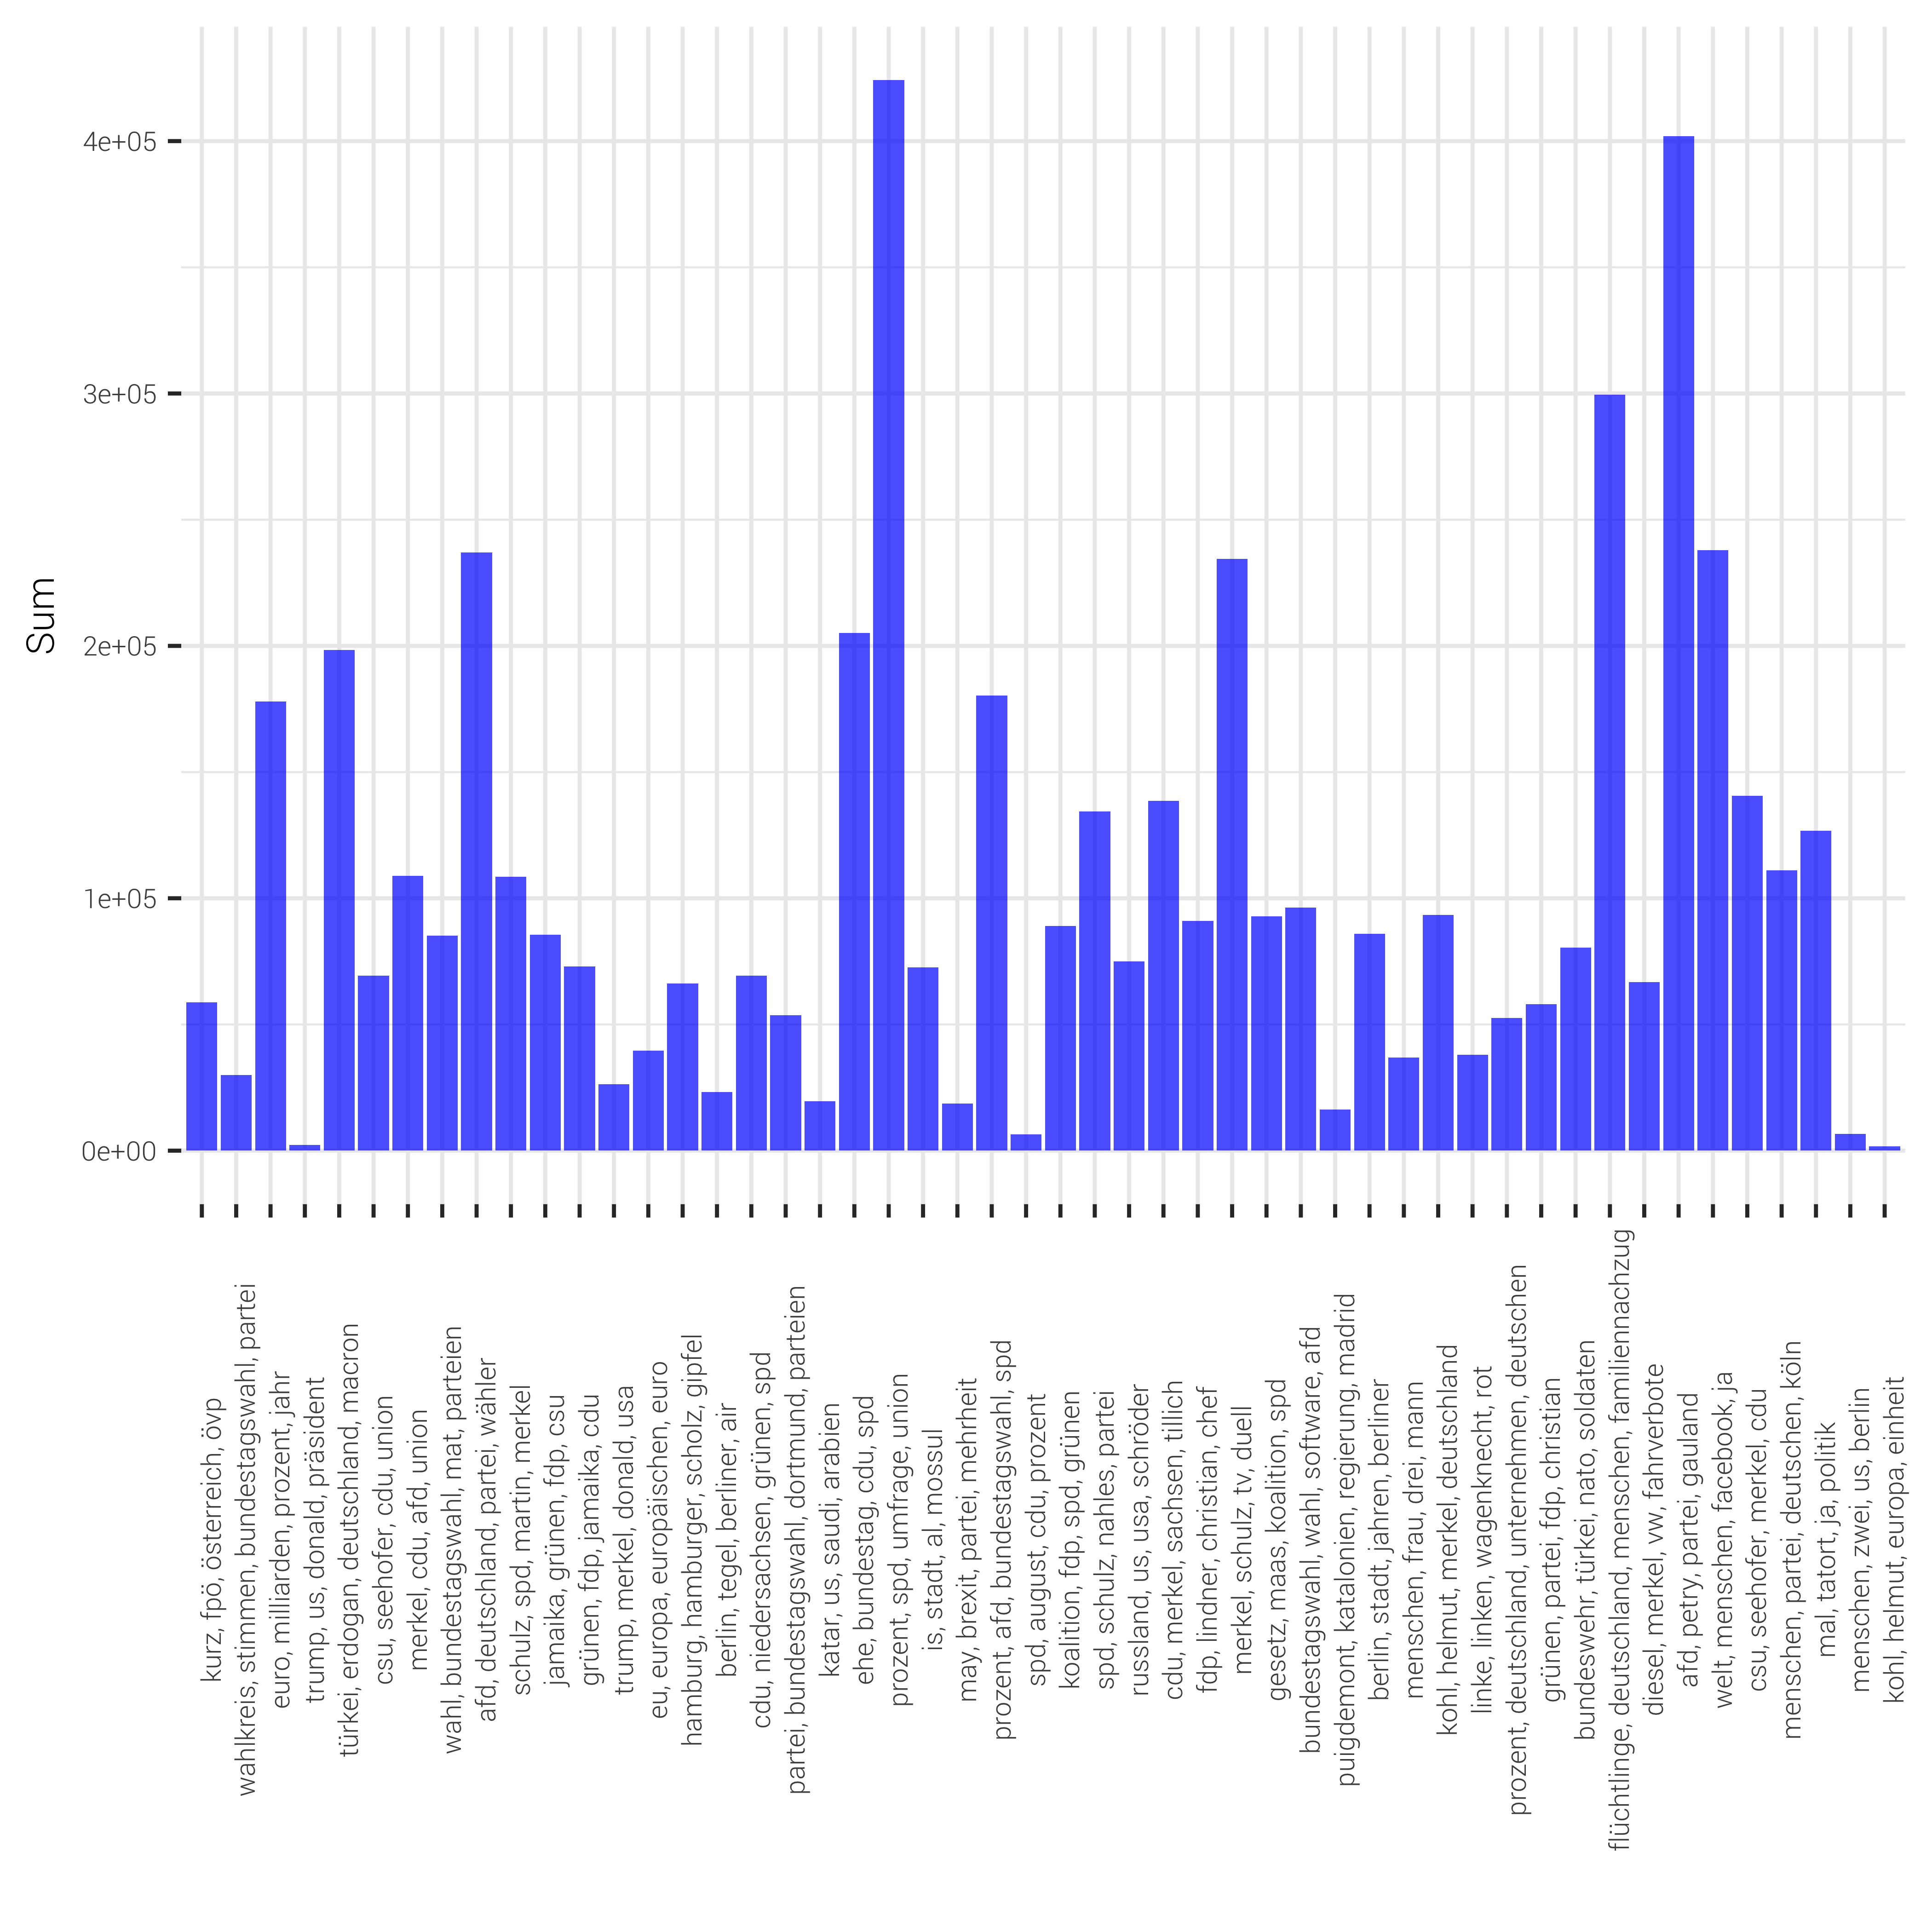 Sum
4e+05
3e+05
2e+05
1e+05
0e+00
kurz, fpö, österreich, övp
wahlkreis, stimmen, bundestagswahl, partei
euro, milliarden, prozent, jahr
trump, us, donald, präsident
türkei, erdogan, deutschland, macron
csu, seehofer, cdu, union
merkel, cdu, afd, union
wahl, bundestagswahl, mat, parteien
afd, deutschland, partei, wähler
schulz, spd, martin, merkel
jamaika, grünen, fdp, csu
grünen, fdp, jamaika, cdu
trump, merkel, donald, usa
eu, europa, europäischen, euro
hamburg, hamburger, scholz, gipfel
berlin, tegel, berliner, air
cdu, niedersachsen, grünen, spd
partei, bundestagswahl, dortmund, parteien
katar, us, saudi, arabien
ehe, bundestag, cdu, spd
prozent, spd, umfrage, union
is, stadt, al, mossul
may, brexit, partei, mehrheit
prozent, afd, bundestagswahl, spd
spd, august, cdu, prozent
koalition, fdp, spd, grünen
spd, schulz, nahles, partei
russland, us, usa, schröder
cdu, merkel, sachsen, tillich
fdp, lindner, christian, chef
merkel, schulz, tv, duell
gesetz, maas, koalition, spd
bundestagswahl, wahl, software, afd
puigdemont, katalonien, regierung, madrid
berlin, stadt, jahren, berliner
menschen, frau, drei, mann
kohl, helmut, merkel, deutschland
linke, linken, wagenknecht, rot
prozent, deutschland, unternehmen, deutschen
grünen, partei, fdp, christian
bundeswehr, türkei, nato, soldaten
flüchtlinge, deutschland, menschen, familiennachzug
diesel, merkel, vw, fahrverbote
afd, petry, partei, gauland
welt, menschen, facebook, ja
csu, seehofer, merkel, cdu
menschen, partei, deutschen, köln
mal, tatort, ja, politik
menschen, zwei, us, berlin
kohl, helmut, europa, einheit